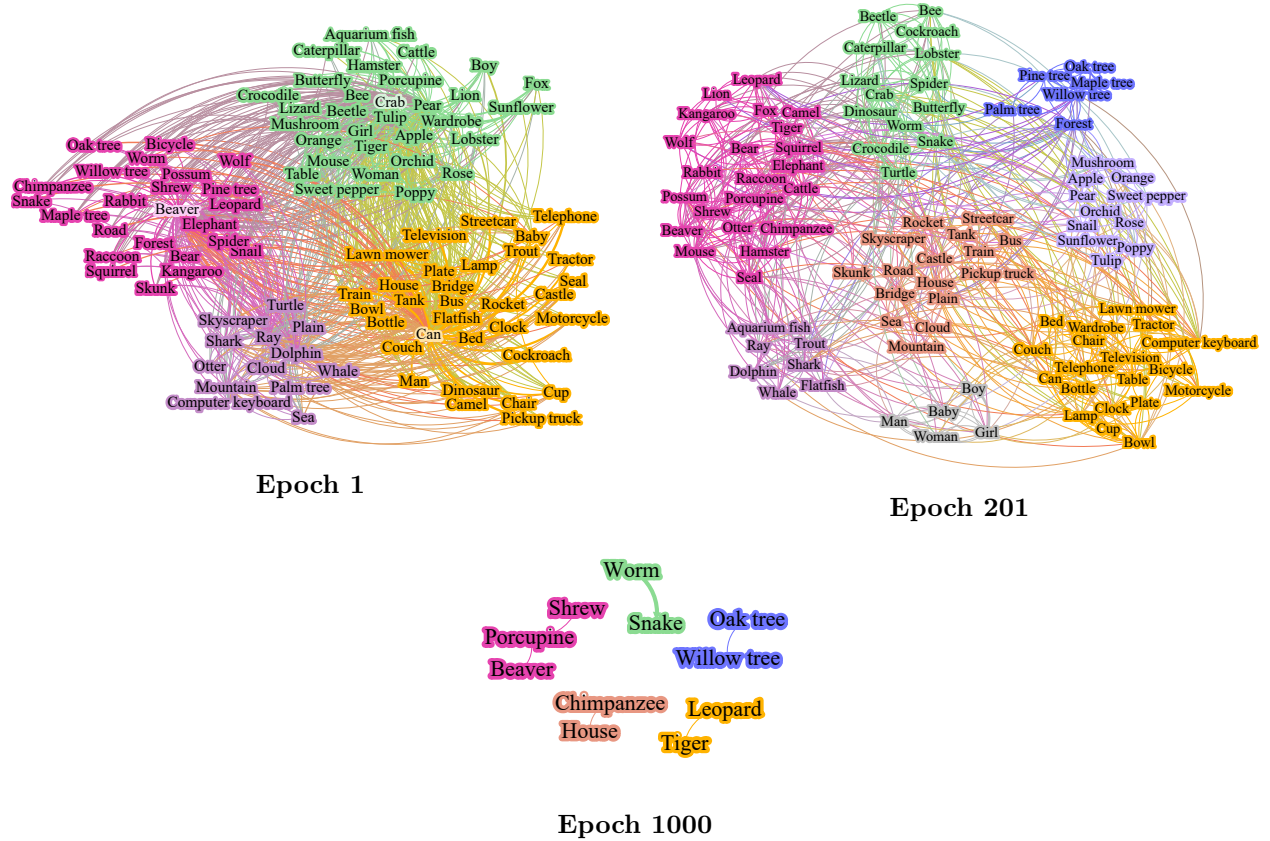 Aquarium fish
Caterpillar
Cattle
Hamster
Boy
Butterfly
Porcupine
Fox
Crocodile
Bee
Crab
Pear
Lion
Sunflower
Lizard
Beetle
Tulip
Wardrobe
Mushroom
Girl
Apple
Lobster
Orange
Tiger
Mouse
Orchid
Table
Woman
Rose
Sweet pepper
Poppy
Oak tree
Bicycle
Worm
Wolf
Willow tree
Possum
Chimpanzee
Shrew
Pine tree
Snake
Rabbit
Beaver
Leopard
Maple tree
Road
Elephant
Forest
Spider
Snail
Raccoon
Bear
Squirrel
Kangaroo
Skunk
Streetcar
Telephone
Television
Baby
Lawn mower
Trout
Tractor
Plate
Lamp
House
Bridge
Seal
Train
Tank
Bus
Rocket
Castle
Bowl
Flatfish
Motorcycle
Bottle
Can
Clock
Couch
Bed
Cockroach
Man
Dinosaur
Cup
Camel
Chair
Pickup truck
Turtle
Skyscraper
Plain
Shark
Ray
Dolphin
Otter
Cloud
Whale
Mountain
Palm tree
Computer keyboard
Sea
Epoch 1
Beetle
Bee
Cockroach
Caterpillar
Lobster
Lizard
Spider
Crab
Dinosaur
Butterfly
Worm
Crocodile
Snake
Turtle
Oak tree
Pine tree
Maple tree
Willow tree
Palm tree
Forest
Leopard
Lion
Kangaroo
Fox
Camel
Tiger
Wolf
Bear
Squirrel
Rabbit
Elephant
Raccoon
Possum
Porcupine
Cattle
Shrew
Beaver
Otter
Chimpanzee
Mouse
Hamster
Seal
Mushroom
Apple
Orange
Pear
Sweet pepper
Orchid
Snail
Rose
Sunflower
Poppy
Tulip
Rocket
Streetcar
Skyscraper
Tank
Bus
Castle
Train
Skunk
Road
House
Pickup truck
Bridge
Plain
Sea
Cloud
Mountain
Aquarium fish
Ray
Trout
Dolphin
Shark
Whale
Flatfish
Boy
Baby
Man
Woman
Girl
Lawn mower
Bed
Wardrobe
Tractor
Chair
Computer keyboard
Couch
Television
Telephone
Bicycle
Can
Table
Bottle
Motorcycle
Lamp
Clock
Plate
Cup
Bowl
Epoch 201
Worm
Shrew
Snake
Oak tree
Porcupine
Willow tree
Beaver
Chimpanzee
Leopard
House
Tiger
Epoch 1000